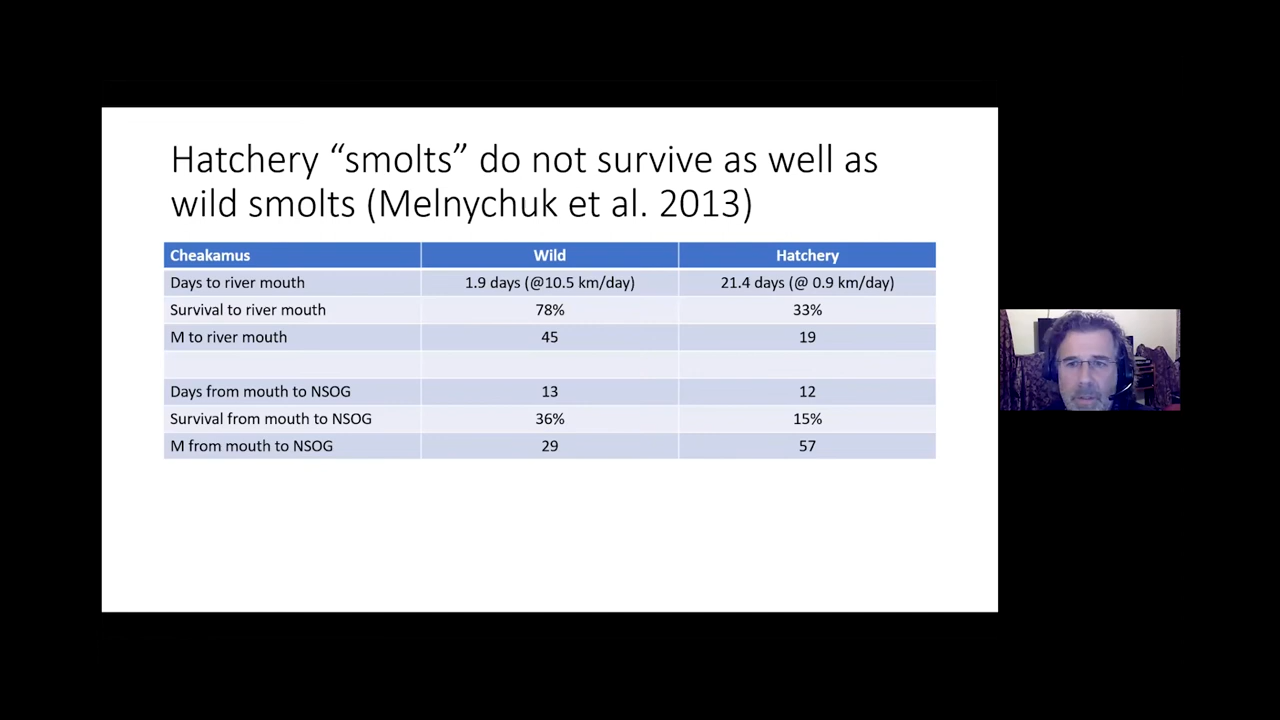 Hatchery “smolts” do not survive as well as
wild smolts (Melnychuk et al. 2013)
Cheakamus Wild Hatchery
Days to river mouth 1.9 days (@10.5 km/day) 21.4 days (@ 0.9 km/day)
Survival to river mouth 78% 33%
M to river mouth 45 19
Days from mouth to NSOG 13 12
Survival from mouth to NSOG 36% 15%
M from mouth to NSOG 29 57